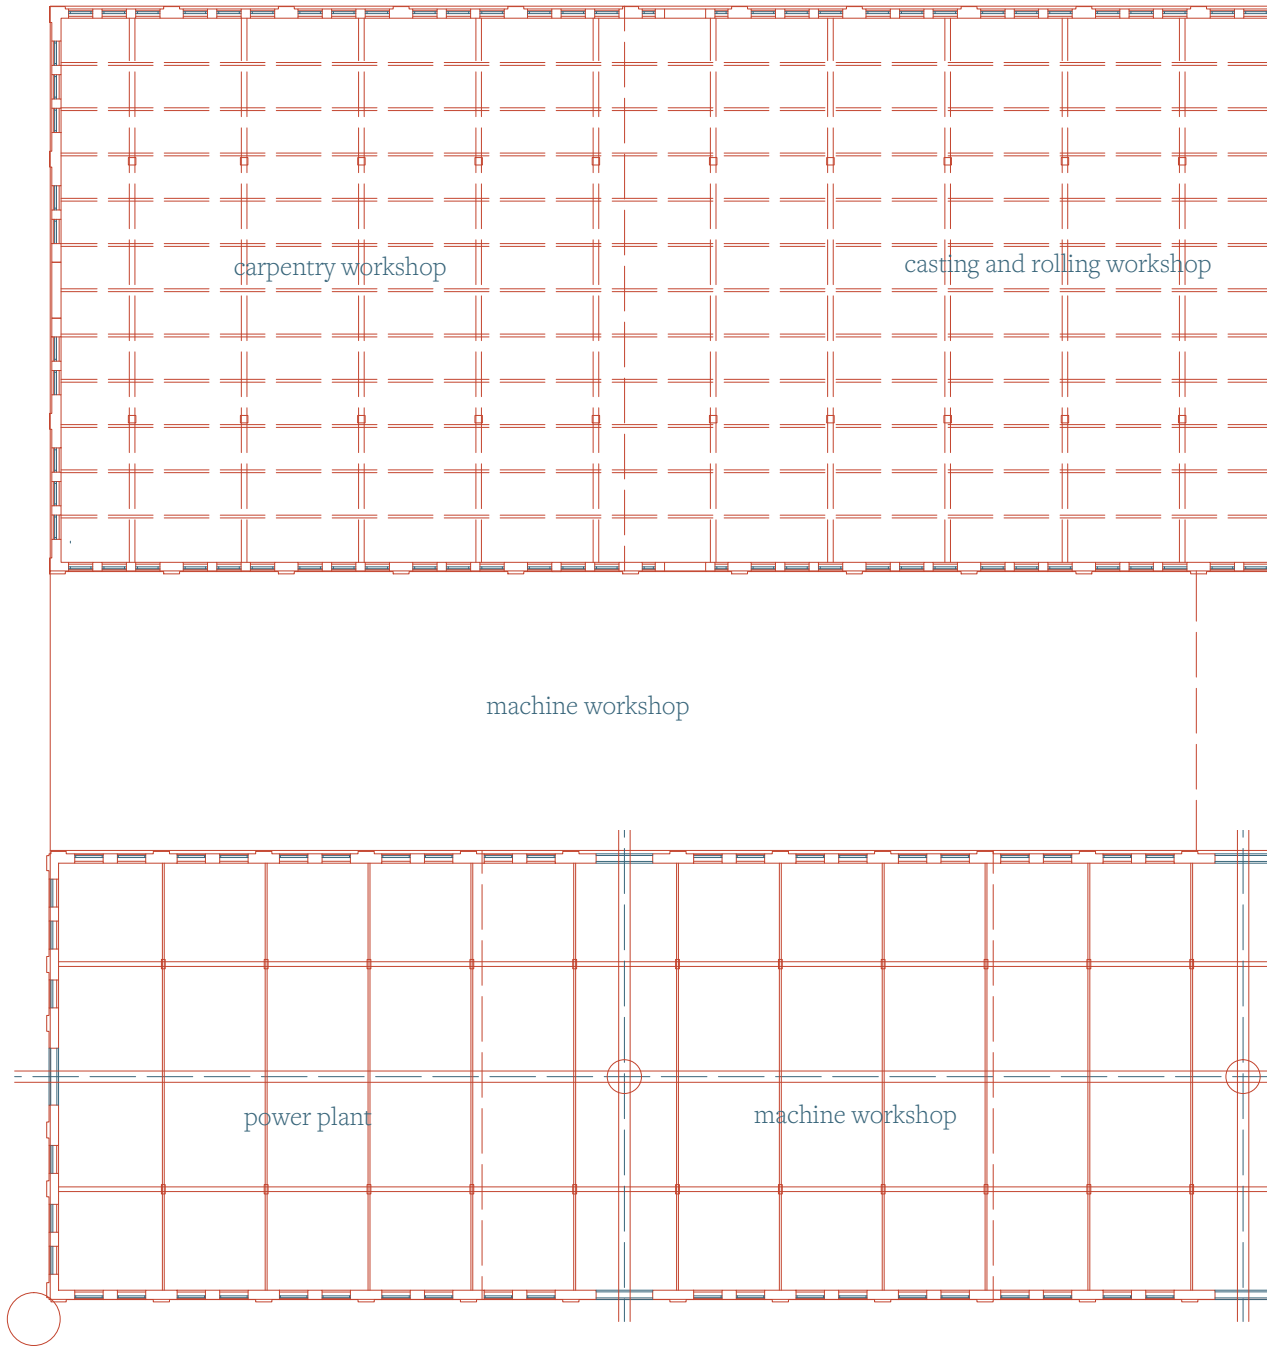 carpentry workshop
casting and rolling workshop
machine workshop
power plant
machine workshop